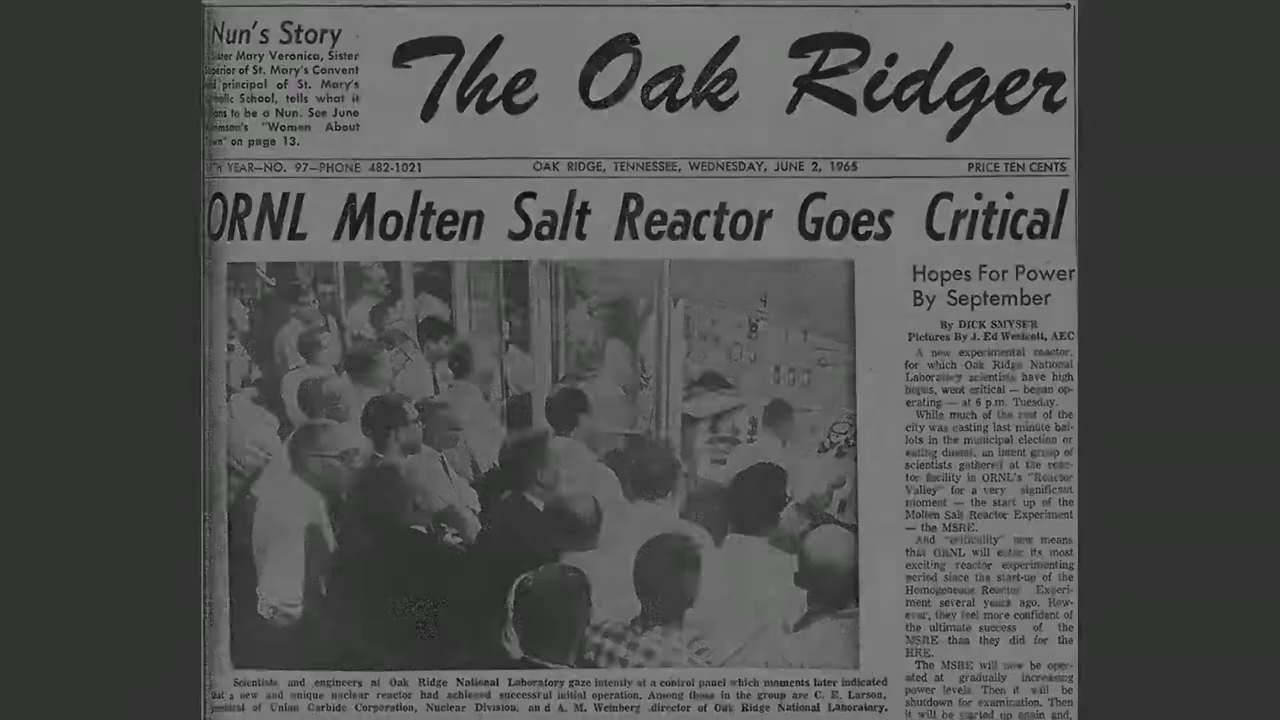 Nun's Story
Mary Veronica, Sister
of St. Mary's Convent
principal of St. Mary's
School, tells what it
to be a Nun. See June
"Women About
on page 13.
The Oak Ridger
YEAR—NO. 97—PHONE 482-1021
OAK RIDGE, TENNESSEE, WEDNESDAY, JUNE 2, 1965
PRICE TEN CENTS
ORNL Molten Salt Reactor Goes Critical
Hopes For Power
By September
By DICK SMYSER
Pictures By J. Ed Westcott, AEC
A new experimental reactor,
for which Oak Ridge National
Laboratory scientists have high
hopes, went critical — began op-
erating — at 6 p.m. Tuesday.
While much of the rest of the
city was casting last minute bal-
lots in the municipal election or
eating dinner, an intent group of
scientists gathered at the reac-
tor facility in ORNL's "Reactor
Valley" for a very significant
moment — the start up of the
Molten Salt Reactor Experiment
— the MSRE.
And "criticality" now means
that ORNL will enter its most
exciting reactor experimenting
period since the start-up of the
Homogeneous Reactor Experi-
ment several years ago. How-
ever, they feel more confident of
the ultimate success of the
MSRE than they did for the
HRE.
The MSRE will now be oper-
ated at gradually increasing
power levels. Then it will be
shutdown for examination. Then
it will be started up again and,
Scientists and engineers at Oak Ridge National Laboratory gaze intently at a control panel which moments later indicated
that a new and unique nuclear reactor had achieved successful initial operation. Among those in the group are C. E. Larson,
of Union Carbide Corporation, Nuclear Division, and A. M. Weinberg director of Oak Ridge National Laboratory.